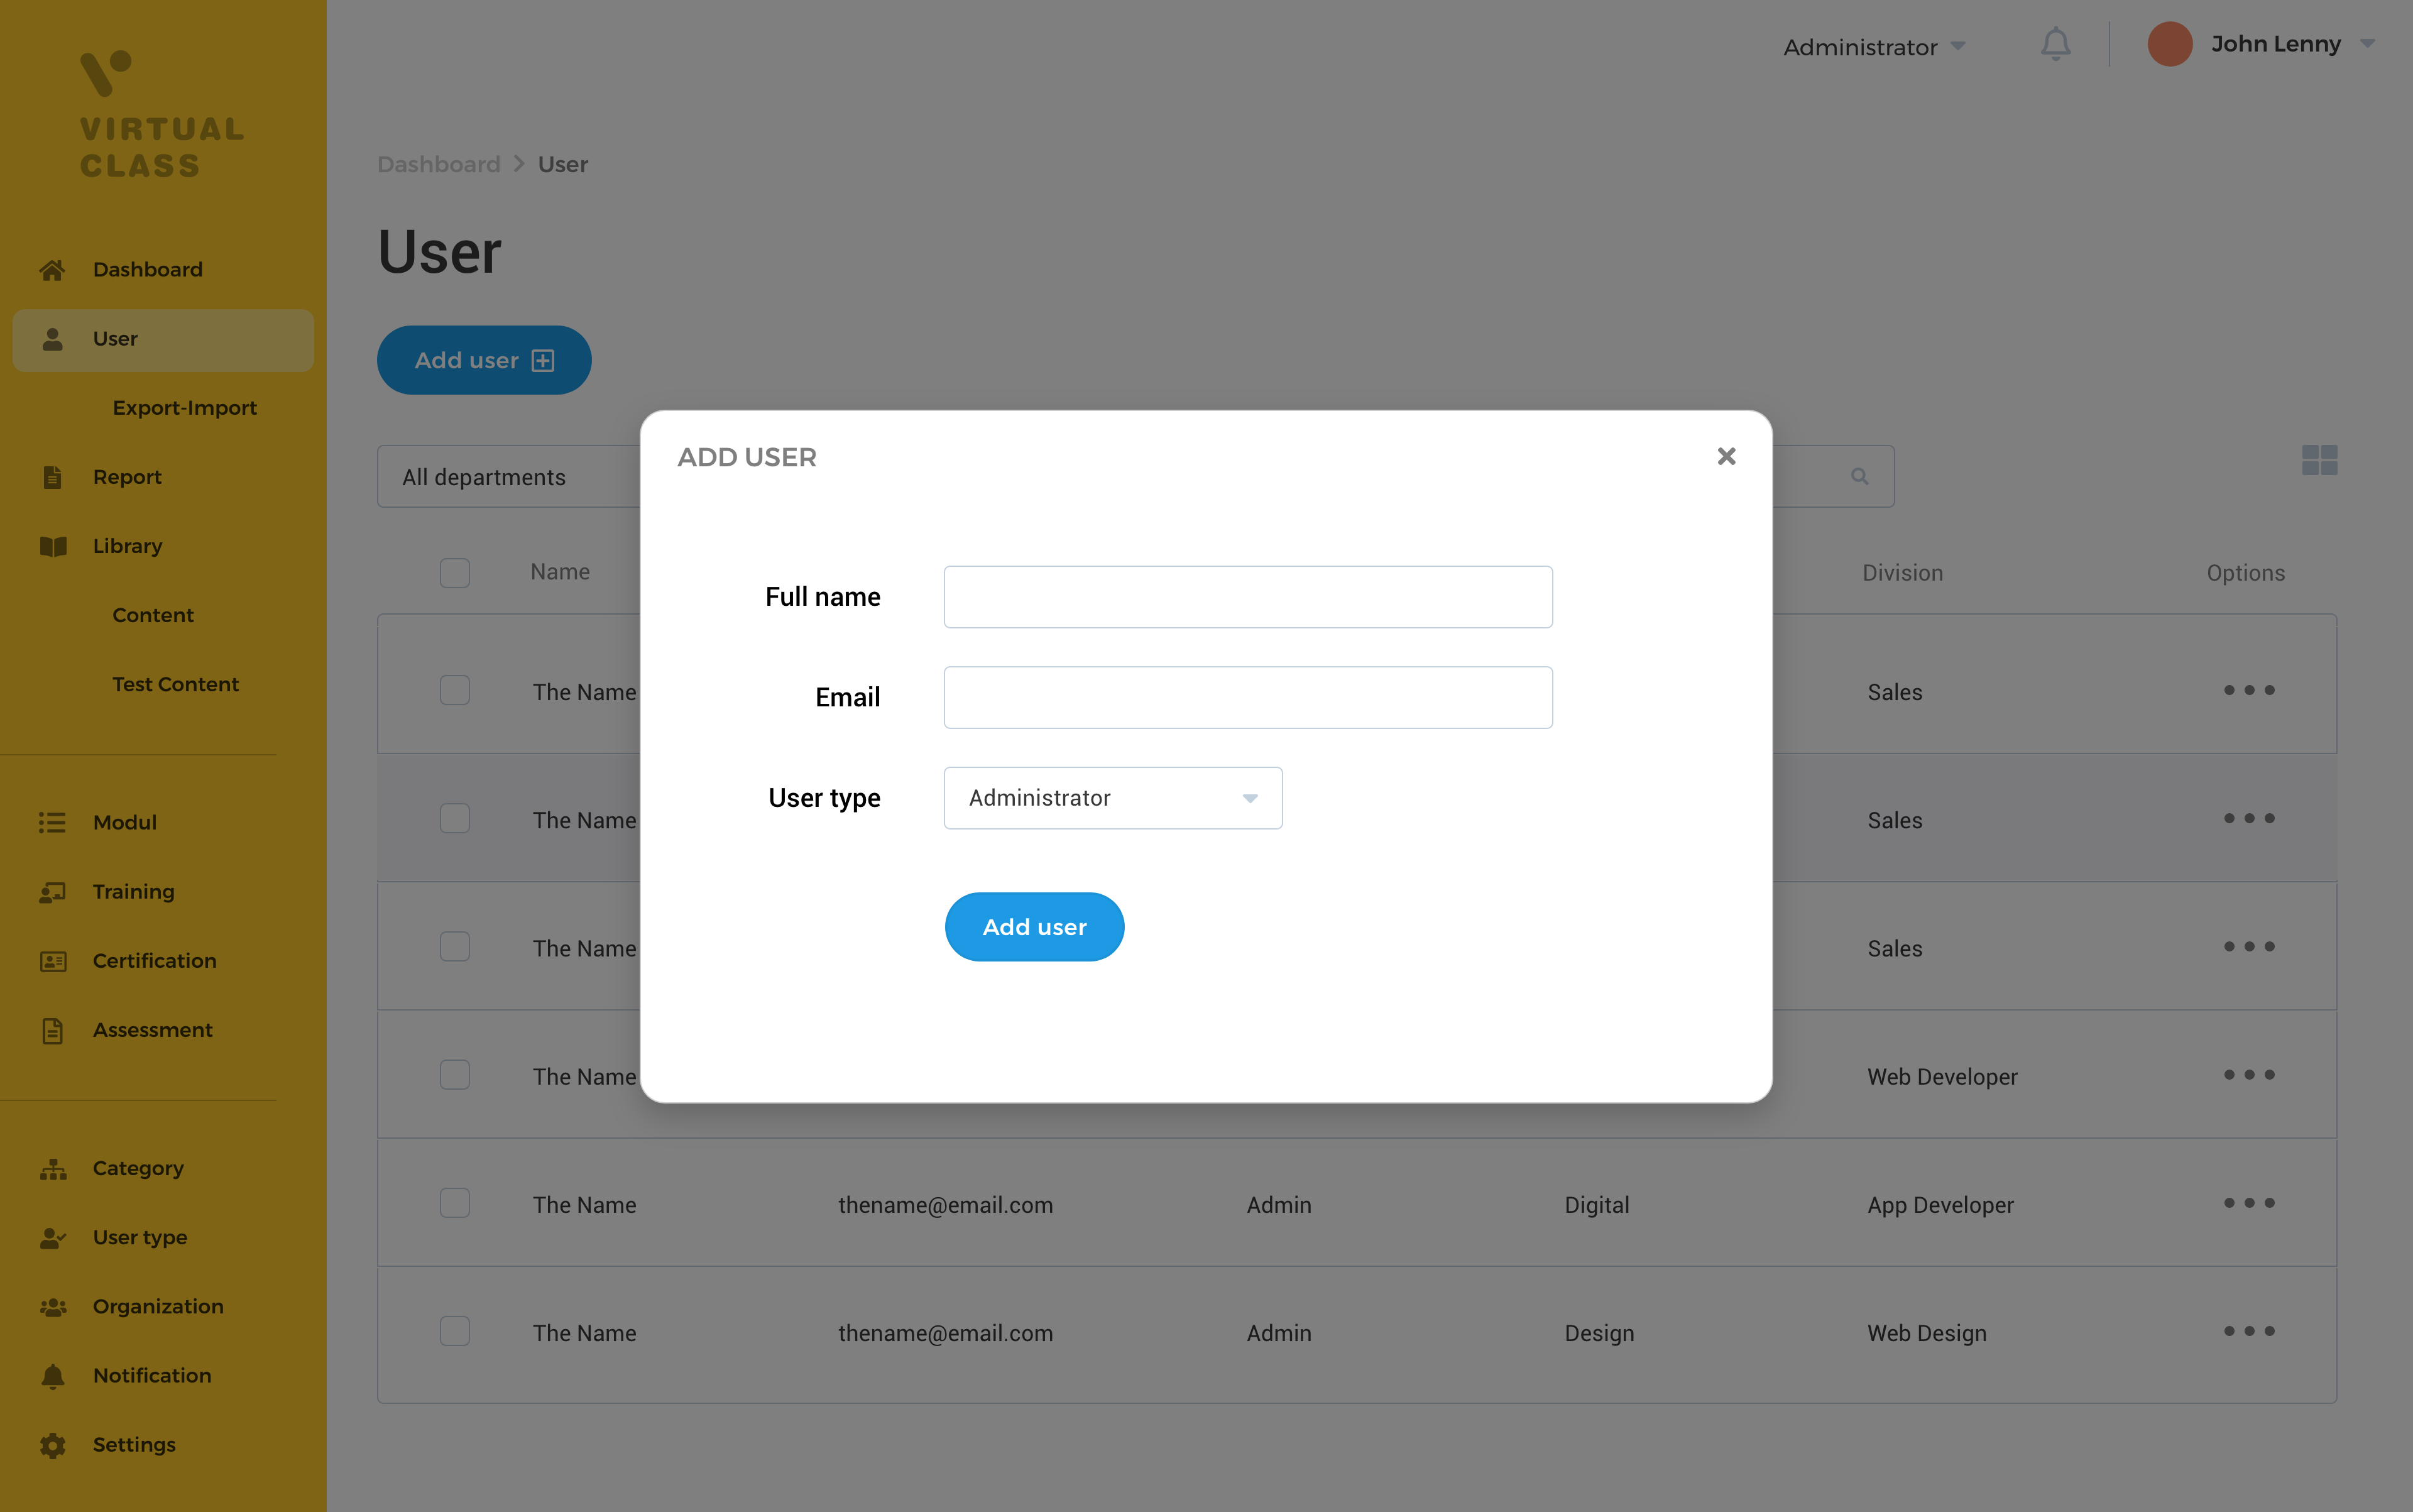 VIRTUAL
CLASS
Dashboard
User
Export-Import
Report
Library
Content
Test Content
Modul
Training
Certification
Assessment
Category
User type
Organization
Notification
Settings
Administrator
John Lenny
Dashboard User
User
Add user
All departments
Name Division Options
The Name Sales
The Name Sales
The Name Sales
The Name Web Developer
The Name thename@email.com Admin Digital App Developer
The Name thename@email.com Admin Design Web Design
ADD USER
Full name
Email
User type Administrator
Add user